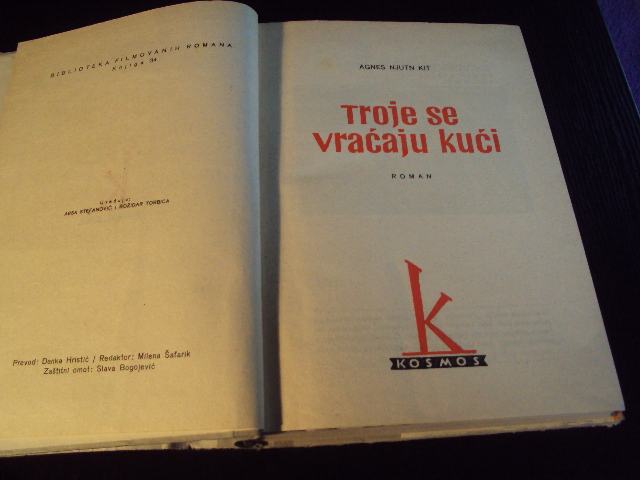 BIBLIOTEKA FILMOVANIH ROMANA
Knjiga 34
Uređuju:
ARSA STEFANOVIĆ i BOŽIDAR TORBICA
Prevod: Danka Hristić / Redaktor: Milena Šafarik
Zaštitni omot: Slava Bogojević
AGNES NJUTN KIT
Troje se
vraćaju kući
ROMAN
k
KOSMOS